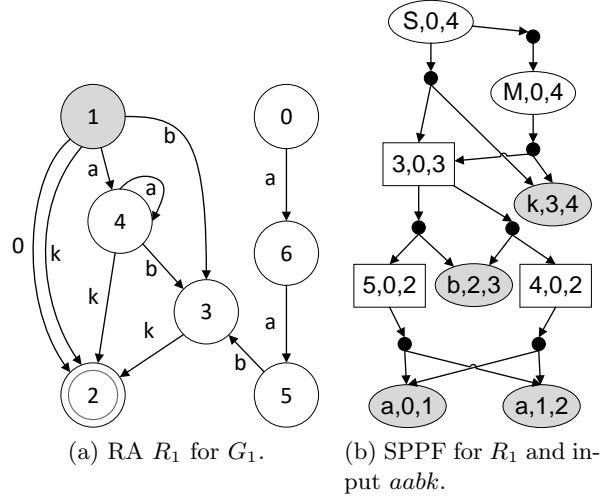 S,0,4
M,0,4
1
0
b
a
a
4
a
3,0,3
k,3,4
0
k
6
b
k
3
a
5,0,2
b,2,3
4,0,2
k
b
2
5
a,0,1
a,1,2
(a) RA R₁ for G₁.
(b) SPPF for R₁ and in-
put aabk.